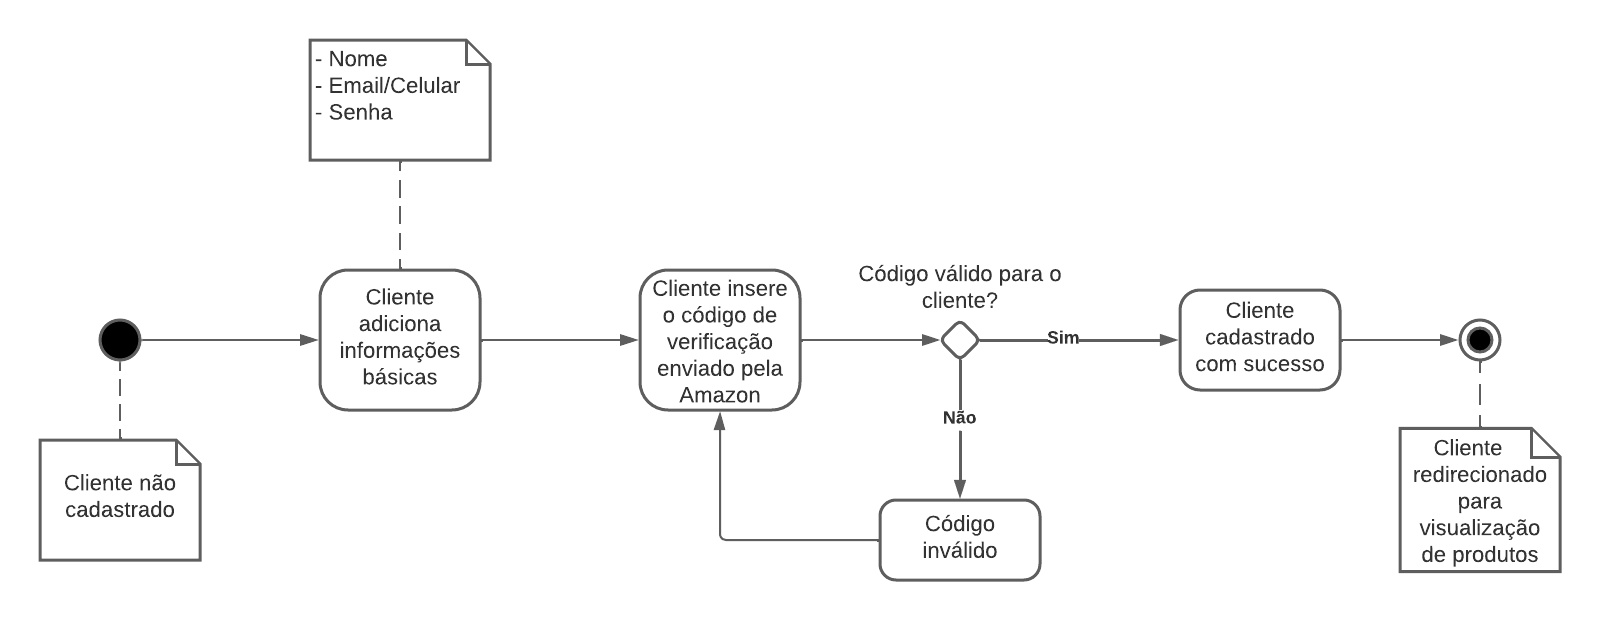 - Nome
- Email/Celular
- Senha
Cliente não
cadastrado
Cliente
adiciona
informações
básicas
Cliente insere
o código de
verificação
enviado pela
Amazon
Código válido para o
cliente?
Sim
Não
Código
inválido
Cliente
cadastrado
com sucesso
Cliente
redirecionado
para
visualização
de produtos